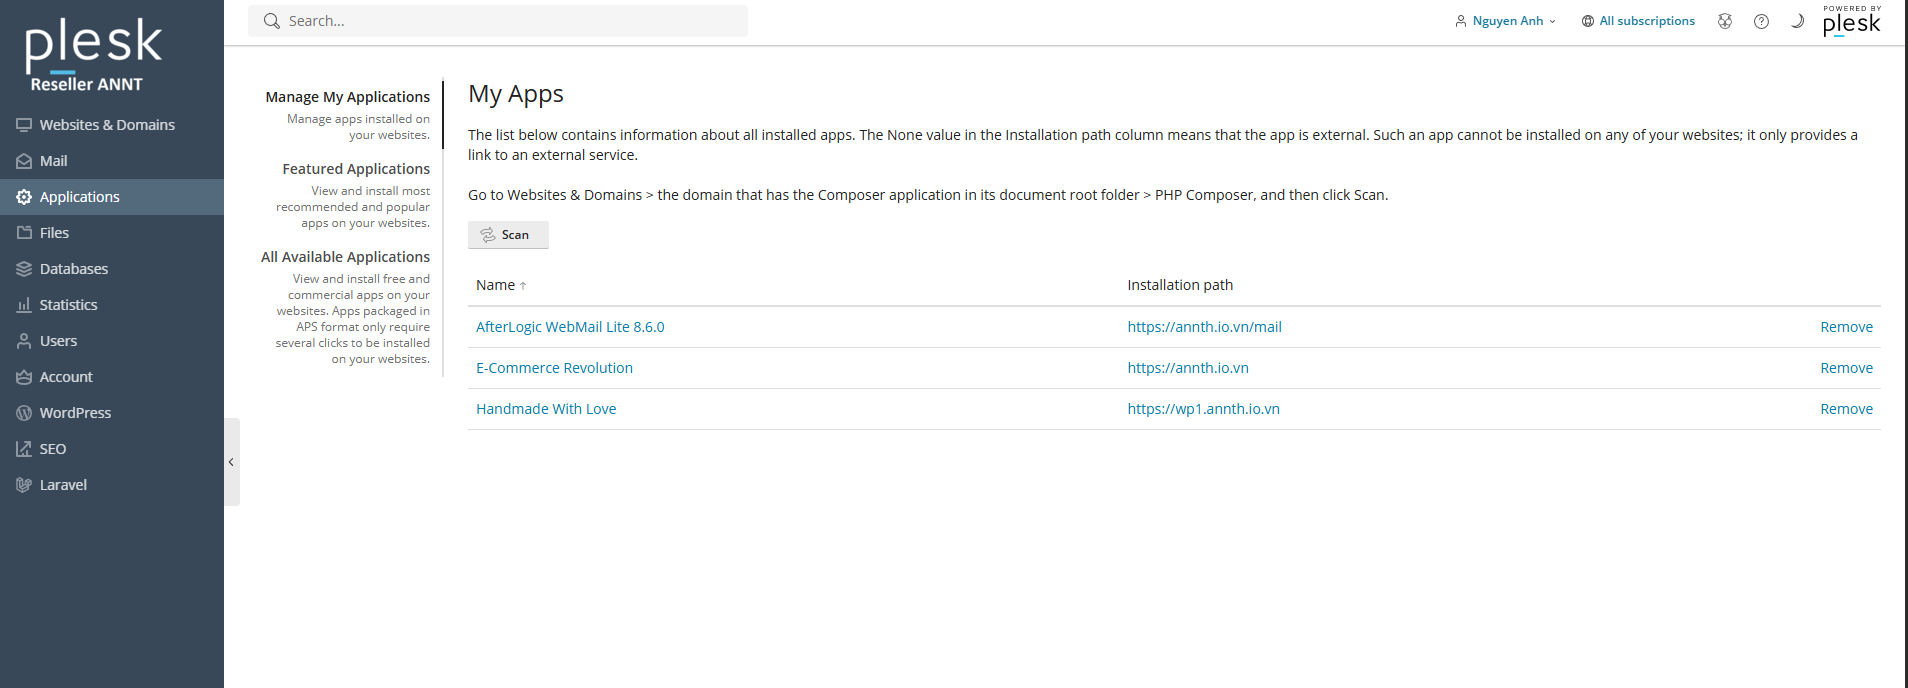 plesk
Reseller ANNT
Websites & Domains
Mail
Applications
Files
Databases
Statistics
Users
Account
WordPress
SEO
Laravel
Search...
Nguyen Anh
All subscriptions
POWERED BY
plesk
Manage My Applications
Manage apps installed on
your websites.
Featured Applications
View and install most
recommended and popular
apps on your websites.
All Available Applications
View and install free and
commercial apps on your
websites. Apps packaged in
APS format only require
several clicks to be installed
on your websites.
My Apps
The list below contains information about all installed apps. The None value in the Installation path column means that the app is external. Such an app cannot be installed on any of your websites; it only provides a
link to an external service.
Go to Websites & Domains > the domain that has the Composer application in its document root folder > PHP Composer, and then click Scan.
Scan
Name ↑ Installation path
AfterLogic WebMail Lite 8.6.0 https://annth.io.vn/mail Remove
E-Commerce Revolution https://annth.io.vn Remove
Handmade With Love https://wp1.annth.io.vn Remove